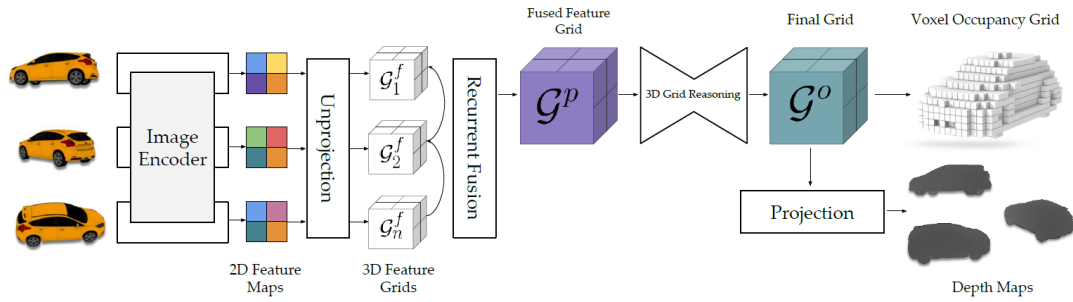 Image
Encoder
2D Feature
Maps
Unprojection
𝒢₁ᶠ
𝒢₂ᶠ
𝒢ₙᶠ
3D Feature
Grids
Recurrent Fusion
Fused Feature
Grid
𝒢ᵖ
3D Grid Reasoning
Final Grid
𝒢ᵒ
Projection
Voxel Occupancy Grid
Depth Maps